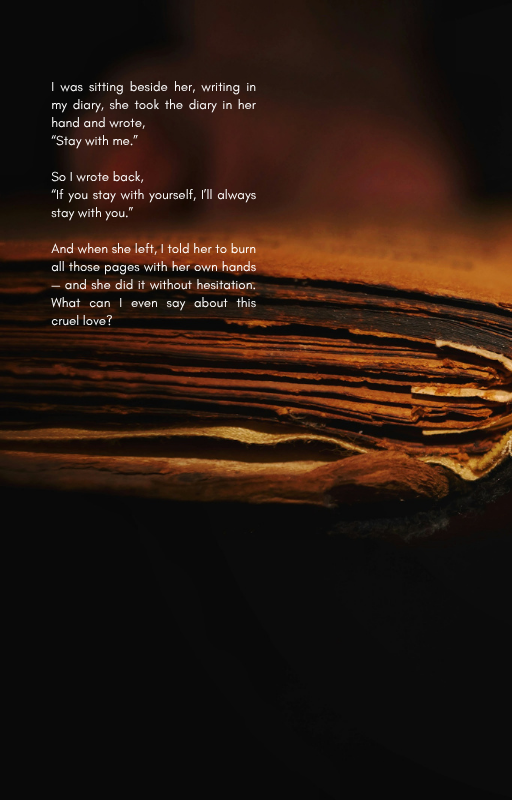 I was sitting beside her, writing in
my diary, she took the diary in her
hand and wrote,
“Stay with me.”
So I wrote back,
“If you stay with yourself, I’ll always
stay with you.”
And when she left, I told her to burn
all those pages with her own hands
— and she did it without hesitation.
What can I even say about this
cruel love?